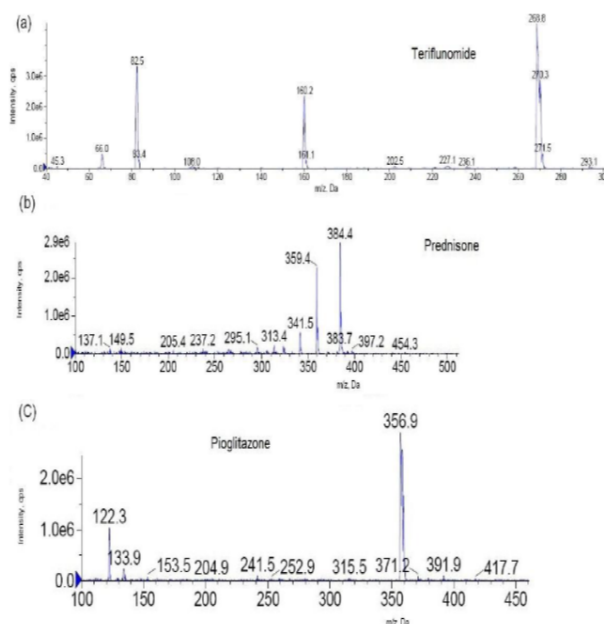 (a)
Teriflunomide
Intensity, cps
3.0e6
2.0e6
1.0e6
0.0
45.3
66.0
82.5
83.4
108.0
160.2
161.1
202.5
227.1
236.1
268.8
270.3
271.5
293.1
40 60 80 100 120 140 160 180 200 220 240 260 280 300
m/z, Da
(b)
Prednisone
Intensity, cps
2.9e6
2.0e6
1.0e6
0.0
137.1
149.5
205.4
237.2
295.1
313.4
341.5
359.4
384.4
383.7
397.2
454.3
100 150 200 250 300 350 400 450 500
m/z, Da
(C)
Pioglitazone
Intensity, cps
2.0e6
1.0e6
0.0
122.3
133.9
153.5
204.9
241.5
252.9
315.5
356.9
371.2
391.9
417.7
100 150 200 250 300 350 400 450
m/z, Da